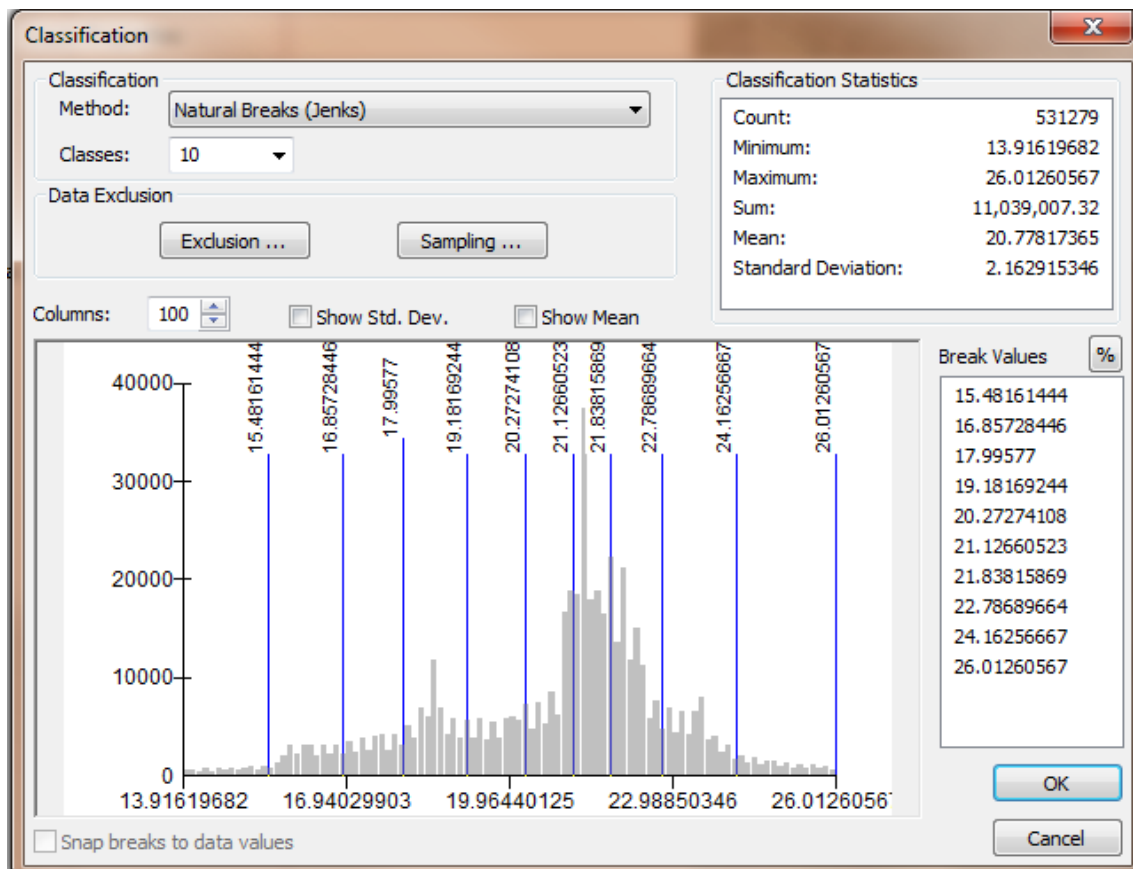 Classification
Classification
Method: Natural Breaks (Jenks)
Classes: 10
Data Exclusion
Exclusion ... Sampling ...
Classification Statistics
Count: 531279
Minimum: 13.91619682
Maximum: 26.01260567
Sum: 11,039,007.32
Mean: 20.77817365
Standard Deviation: 2.162915346
Columns: 100 Show Std. Dev. Show Mean
Break Values %
15.48161444
16.85728446
17.99577
19.18169244
20.27274108
21.12660523
21.83815869
22.78689664
24.16256667
26.01260567
40000
30000
20000
10000
0
15.48161444
16.85728446
17.99577
19.18169244
20.27274108
21.12660523
21.83815869
22.78689664
24.16256667
26.01260567
13.91619682 16.94029903 19.96440125 22.98850346 26.01260567
Snap breaks to data values
OK
Cancel